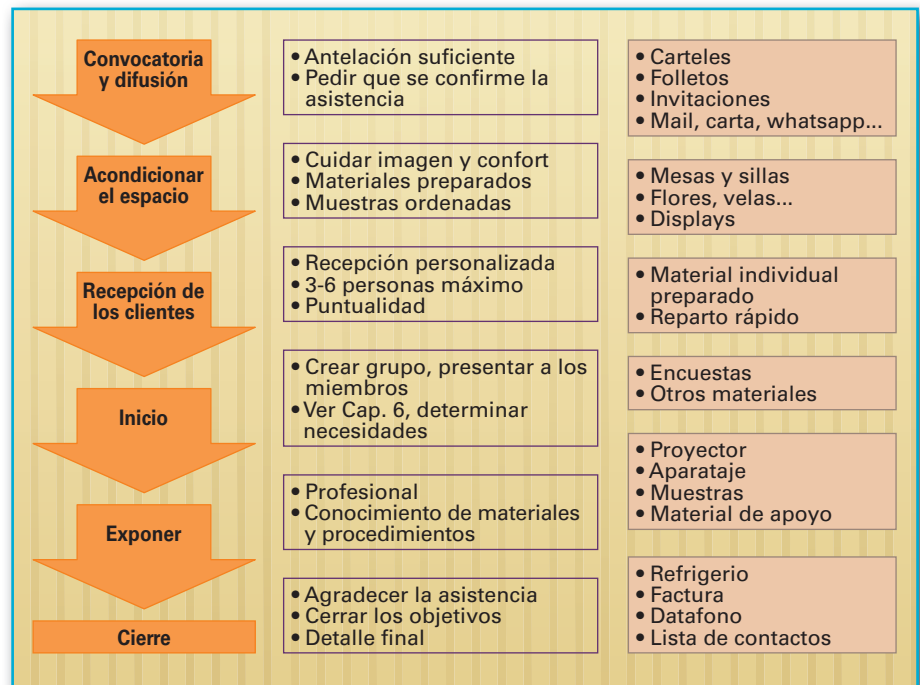 Convocatoria
y difusión
• Antelación suficiente
• Pedir que se confirme la
asistencia
• Carteles
• Folletos
• Invitaciones
• Mail, carta, whatsapp...
Acondicionar
el espacio
• Cuidar imagen y confort
• Materiales preparados
• Muestras ordenadas
• Mesas y sillas
• Flores, velas...
• Displays
Recepción de
los clientes
• Recepción personalizada
• 3-6 personas máximo
• Puntualidad
• Material individual
preparado
• Reparto rápido
Inicio
• Crear grupo, presentar a los
miembros
• Ver Cap. 6, determinar
necesidades
• Encuestas
• Otros materiales
Exponer
• Profesional
• Conocimiento de materiales
y procedimientos
• Proyector
• Aparataje
• Muestras
• Material de apoyo
Cierre
• Agradecer la asistencia
• Cerrar los objetivos
• Detalle final
• Refrigerio
• Factura
• Datafono
• Lista de contactos